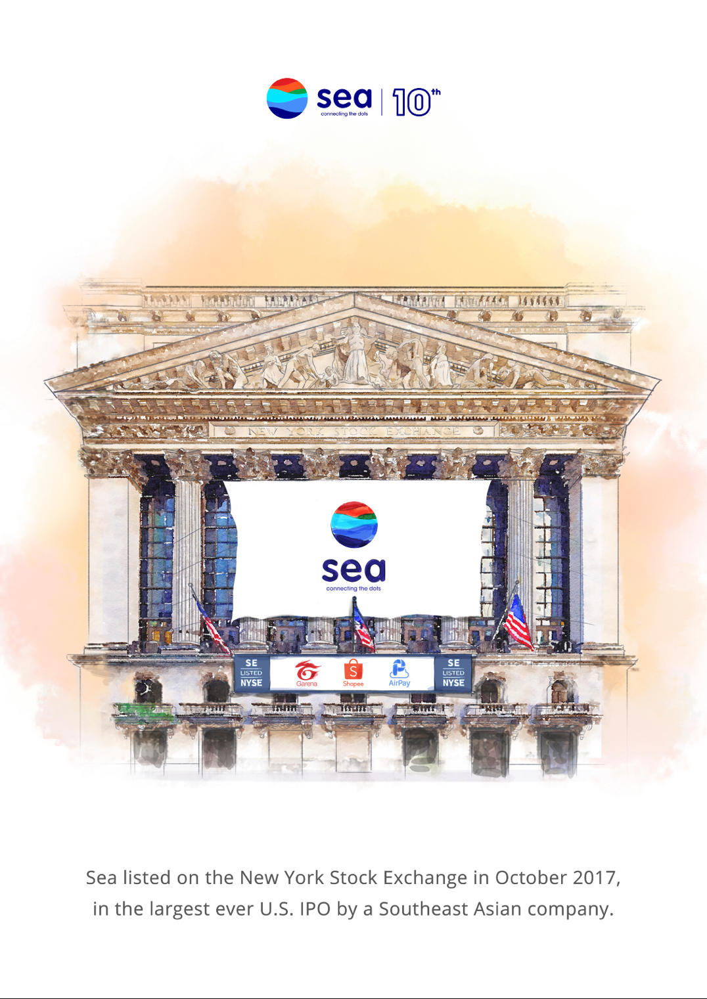 sea
connecting the dots
10th
NEW YORK STOCK EXCHANGE
sea
connecting the dots
SE
LISTED
NYSE
Garena
Shopee
AirPay
SE
LISTED
NYSE
Sea listed on the New York Stock Exchange in October 2017,
in the largest ever U.S. IPO by a Southeast Asian company.